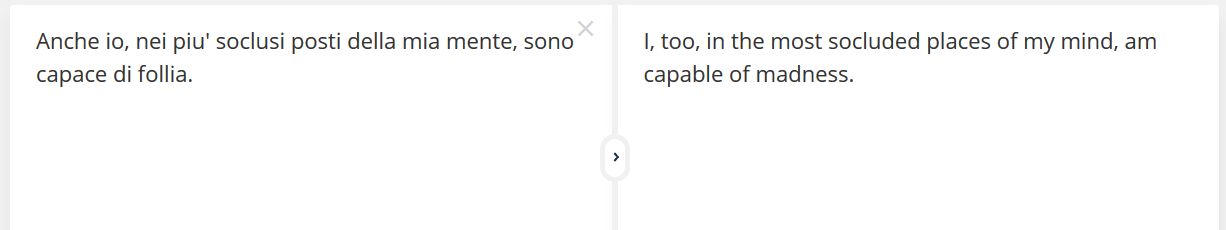 Anche io, nei piu' soclusi posti della mia mente, sono
capace di follia.
I, too, in the most socluded places of my mind, am
capable of madness.